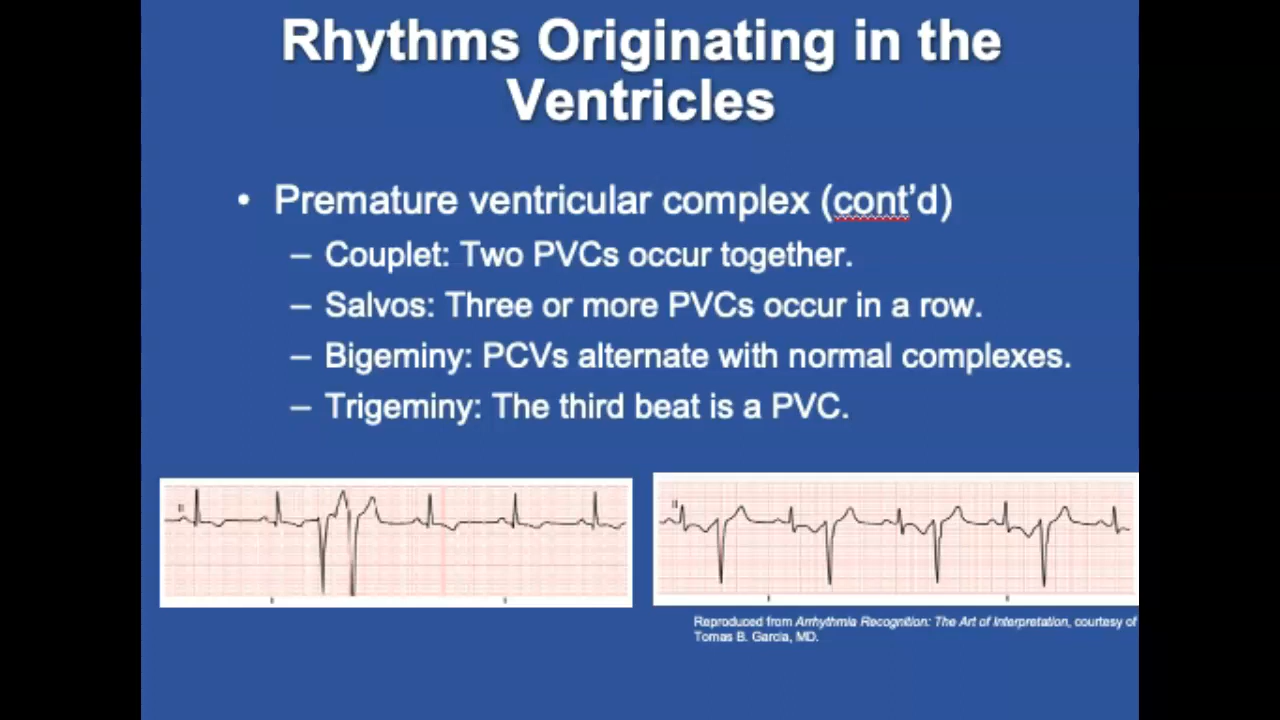 Rhythms Originating in the
Ventricles
• Premature ventricular complex (cont'd)
– Couplet: Two PVCs occur together.
– Salvos: Three or more PVCs occur in a row.
– Bigeminy: PCVs alternate with normal complexes.
– Trigeminy: The third beat is a PVC.
II
II
Reproduced from Arrhythmia Recognition: The Art of Interpretation, courtesy of
Tomas B. Garcia, MD.